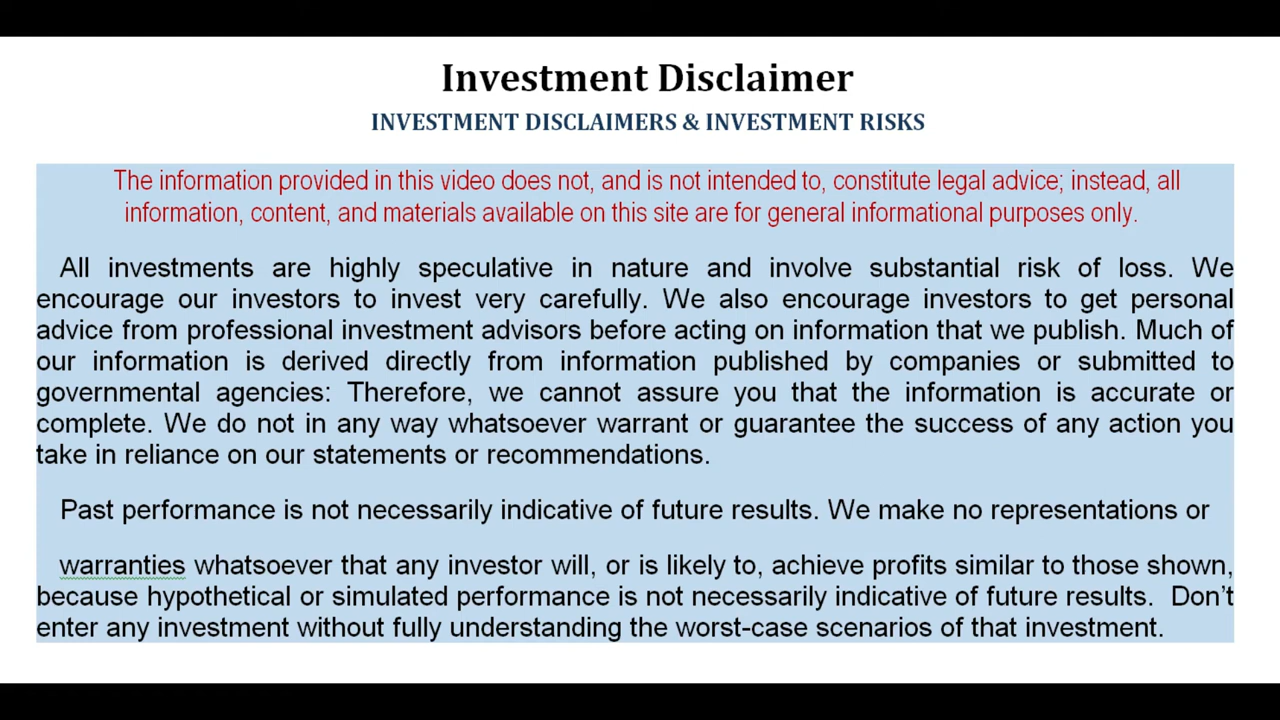 Investment Disclaimer
INVESTMENT DISCLAIMERS & INVESTMENT RISKS
The information provided in this video does not, and is not intended to, constitute legal advice; instead, all
information, content, and materials available on this site are for general informational purposes only.
All investments are highly speculative in nature and involve substantial risk of loss. We
encourage our investors to invest very carefully. We also encourage investors to get personal
advice from professional investment advisors before acting on information that we publish. Much of
our information is derived directly from information published by companies or submitted to
governmental agencies: Therefore, we cannot assure you that the information is accurate or
complete. We do not in any way whatsoever warrant or guarantee the success of any action you
take in reliance on our statements or recommendations.
Past performance is not necessarily indicative of future results. We make no representations or
warranties whatsoever that any investor will, or is likely to, achieve profits similar to those shown,
because hypothetical or simulated performance is not necessarily indicative of future results.  Don’t
enter any investment without fully understanding the worst-case scenarios of that investment.